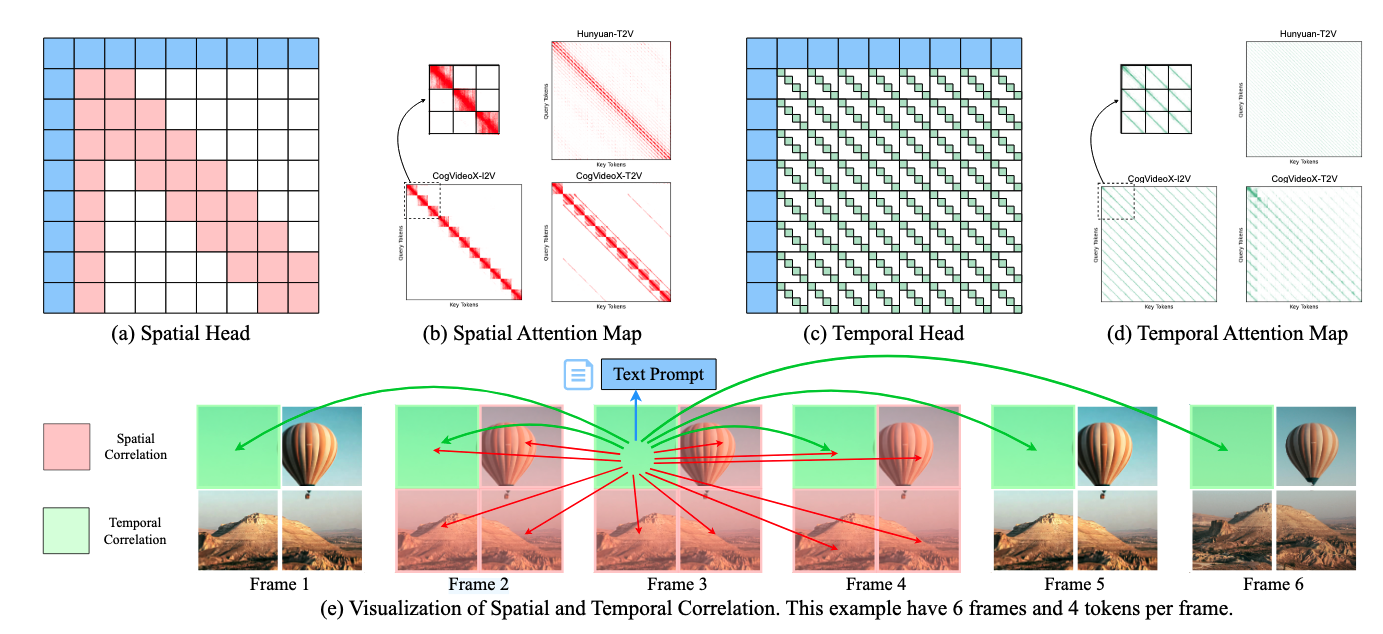 Hunyuan-T2V
Query Tokens
Key Tokens
CogVideoX-I2V
Query Tokens
Key Tokens
CogVideoX-T2V
Query Tokens
Key Tokens
Hunyuan-T2V
Query Tokens
Key Tokens
CogVideoX-I2V
Query Tokens
Key Tokens
CogVideoX-T2V
Query Tokens
Key Tokens
(a) Spatial Head
(b) Spatial Attention Map
(c) Temporal Head
(d) Temporal Attention Map
Text Prompt
Spatial
Correlation
Temporal
Correlation
Frame 1
Frame 2
Frame 3
Frame 4
Frame 5
Frame 6
(e) Visualization of Spatial and Temporal Correlation. This example have 6 frames and 4 tokens per frame.